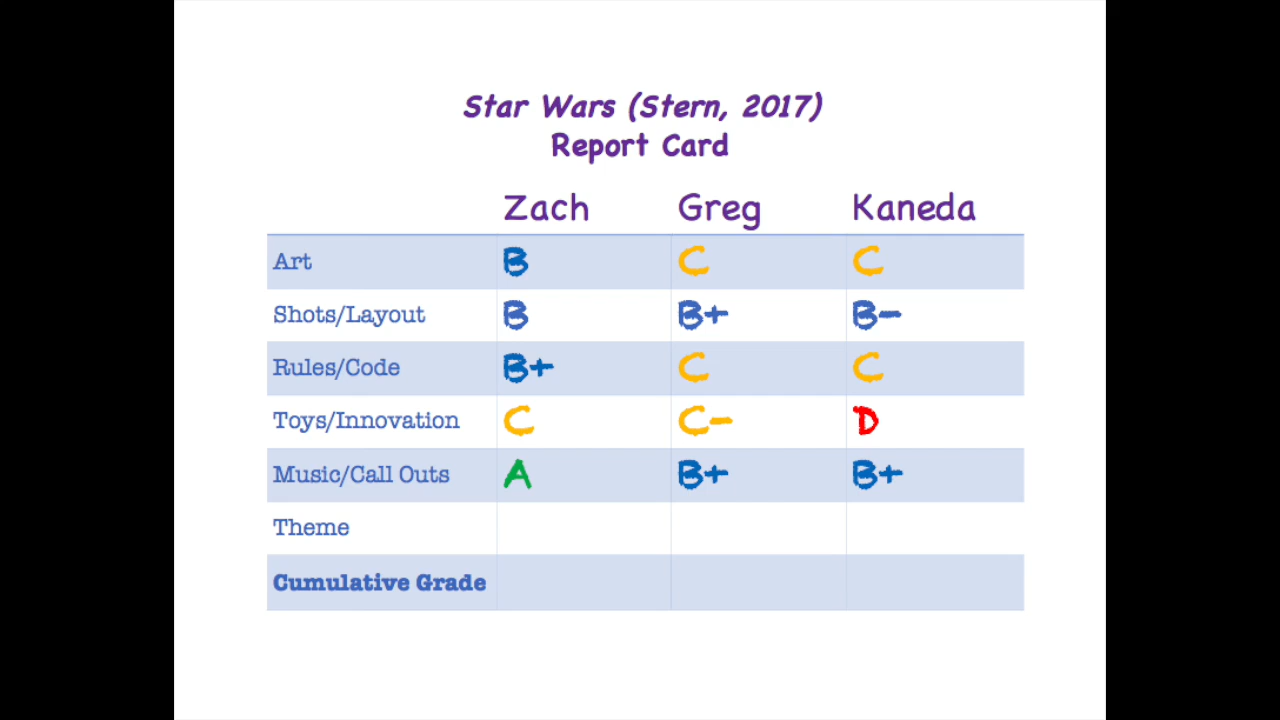 Star Wars (Stern, 2017)
Report Card
Zach Greg Kaneda
Art B C C
Shots/Layout B B+ B-
Rules/Code B+ C C
Toys/Innovation C C- D
Music/Call Outs A B+ B+
Theme
Cumulative Grade